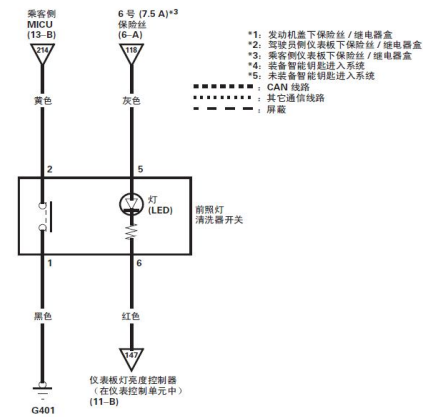 乘客侧
MICU
(13–B)
6 号 (7.5 A)*3
保险丝
(6–A)
214
118
*1：发动机盖下保险丝 / 继电器盒
*2：驾驶员侧仪表板下保险丝 / 继电器盒
*3：乘客侧仪表板下保险丝 / 继电器盒
*4：装备智能钥匙进入系统
*5：未装备智能钥匙进入系统
：CAN 线路
：其它通信线路
：屏蔽
黄色
灰色
2
5
灯
(LED)
前照灯
清洗器开关
1
6
黑色
红色
147
G401
仪表板灯亮度控制器
（在仪表控制单元中）
(11–B)